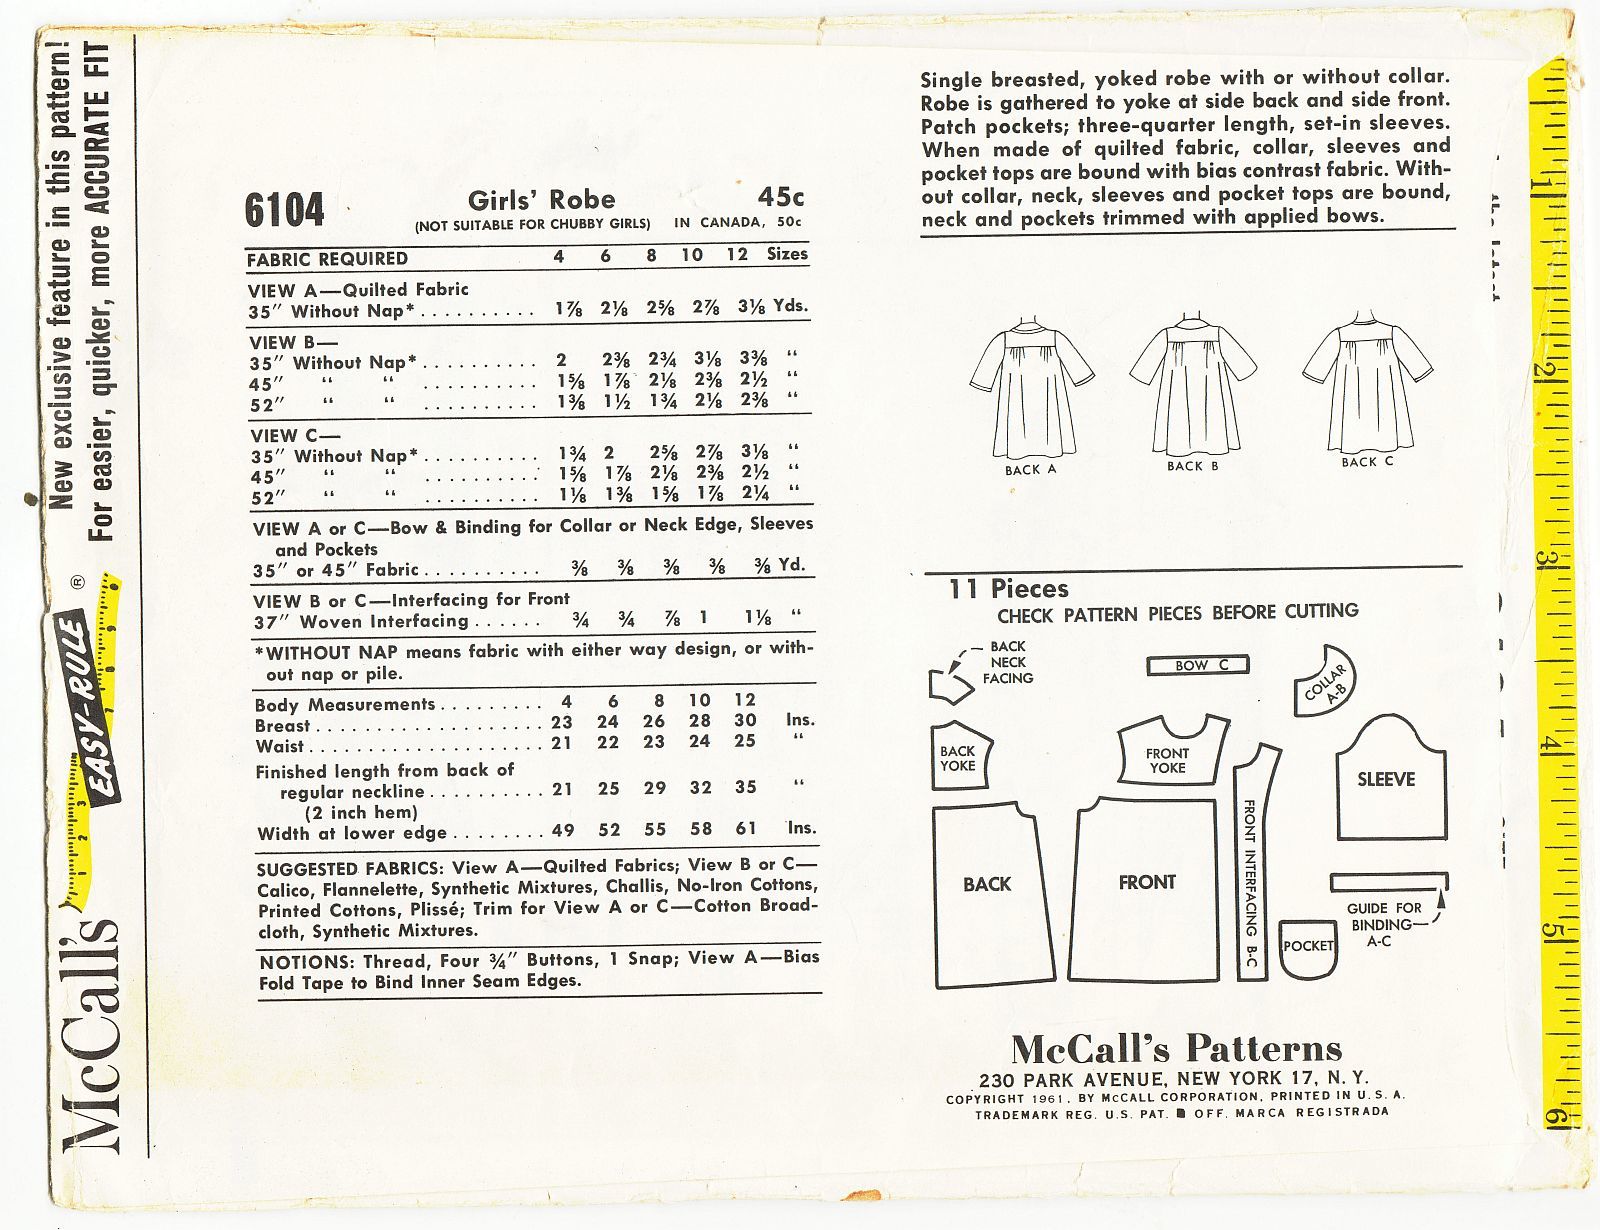 New exclusive feature in this pattern!
For easier, quicker, more ACCURATE FIT
EASY-RULE ®
McCall's
6104 Girls' Robe 45c
(NOT SUITABLE FOR CHUBBY GIRLS) IN CANADA, 50c
FABRIC REQUIRED 4 6 8 10 12 Sizes
VIEW A—Quilted Fabric
35" Without Nap* . . . . . . . . . . 1⅞ 2⅛ 2⅝ 2⅞ 3⅛ Yds.
VIEW B—
35" Without Nap* . . . . . . . . . . 2 2⅜ 2¾ 3⅛ 3⅜ "
45" " " . . . . . . . . . . 1⅝ 1⅞ 2⅛ 2⅜ 2½ "
52" " " . . . . . . . . . . 1⅜ 1½ 1¾ 2⅛ 2⅜ "
VIEW C—
35" Without Nap* . . . . . . . . . . 1¾ 2 2⅝ 2⅞ 3⅛ "
45" " " . . . . . . . . . . 1⅝ 1⅞ 2⅛ 2⅜ 2½ "
52" " " . . . . . . . . . . 1⅛ 1⅜ 1⅝ 1⅞ 2¼ "
VIEW A or C—Bow & Binding for Collar or Neck Edge, Sleeves
and Pockets
35" or 45" Fabric . . . . . . . . . . ⅜ ⅜ ⅜ ⅜ ⅜ Yd.
VIEW B or C—Interfacing for Front
37" Woven Interfacing . . . . . . ¾ ¾ ⅞ 1 1⅛ "
*WITHOUT NAP means fabric with either way design, or with-
out nap or pile.
Body Measurements . . . . . . . . . 4 6 8 10 12
Breast . . . . . . . . . . . . . . . . . . . . 23 24 26 28 30 Ins.
Waist . . . . . . . . . . . . . . . . . . . . . 21 22 23 24 25 "
Finished length from back of
regular neckline . . . . . . . . . . 21 25 29 32 35 "
(2 inch hem)
Width at lower edge . . . . . . . . 49 52 55 58 61 Ins.
SUGGESTED FABRICS: View A—Quilted Fabrics; View B or C—
Calico, Flannelette, Synthetic Mixtures, Challis, No-Iron Cottons,
Printed Cottons, Plissé; Trim for View A or C—Cotton Broad-
cloth, Synthetic Mixtures.
NOTIONS: Thread, Four ¾" Buttons, 1 Snap; View A—Bias
Fold Tape to Bind Inner Seam Edges.
Single breasted, yoked robe with or without collar.
Robe is gathered to yoke at side back and side front.
Patch pockets; three-quarter length, set-in sleeves.
When made of quilted fabric, collar, sleeves and
pocket tops are bound with bias contrast fabric. With-
out collar, neck, sleeves and pocket tops are bound,
neck and pockets trimmed with applied bows.
BACK A
BACK B
BACK C
11 Pieces
CHECK PATTERN PIECES BEFORE CUTTING
BACK
NECK
FACING
BOW C
COLLAR
A-B
BACK
YOKE
FRONT
YOKE
SLEEVE
BACK
FRONT
FRONT INTERFACING B-C
POCKET
GUIDE FOR
BINDING—
A-C
McCall's Patterns
230 PARK AVENUE, NEW YORK 17, N. Y.
COPYRIGHT 1961, BY McCALL CORPORATION, PRINTED IN U. S. A.
TRADEMARK REG. U.S. PAT. OFF. MARCA REGISTRADA
1
2
3
4
5
6